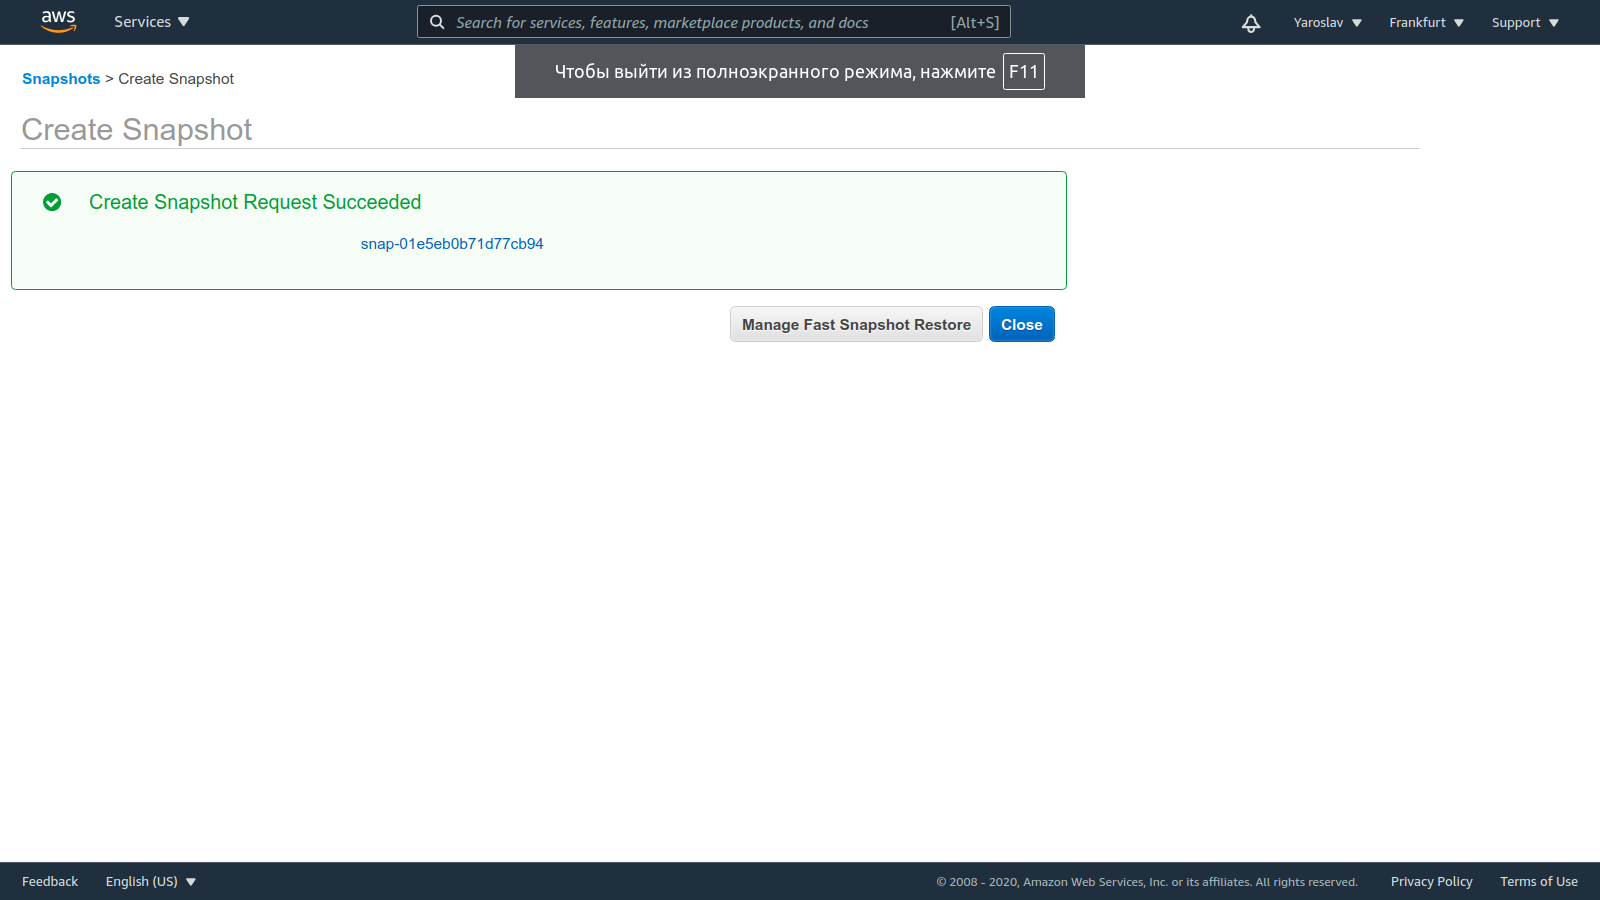 aws Services Search for services, features, marketplace products, and docs [Alt+S] Yaroslav Frankfurt Support
Чтобы выйти из полноэкранного режима, нажмите F11
Snapshots > Create Snapshot
Create Snapshot
Create Snapshot Request Succeeded
snap-01e5eb0b71d77cb94
Manage Fast Snapshot Restore Close
Feedback English (US) © 2008 - 2020, Amazon Web Services, Inc. or its affiliates. All rights reserved. Privacy Policy Terms of Use